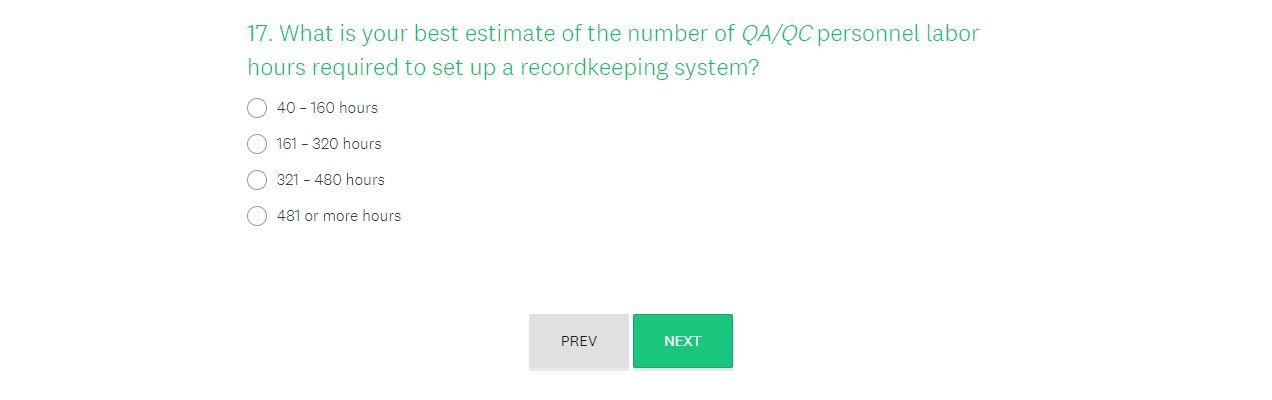 17. What is your best estimate of the number of QA/QC personnel labor
hours required to set up a recordkeeping system?
40 – 160 hours
161 – 320 hours
321 – 480 hours
481 or more hours
PREV NEXT